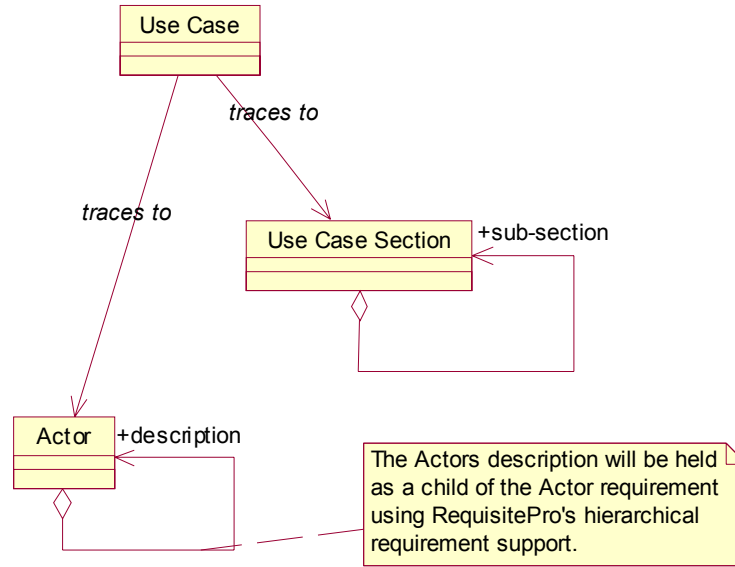 Use Case
traces to
traces to
Use Case Section
+sub-section
Actor
+description
The Actors description will be held
as a child of the Actor requirement
using RequisitePro's hierarchical
requirement support.